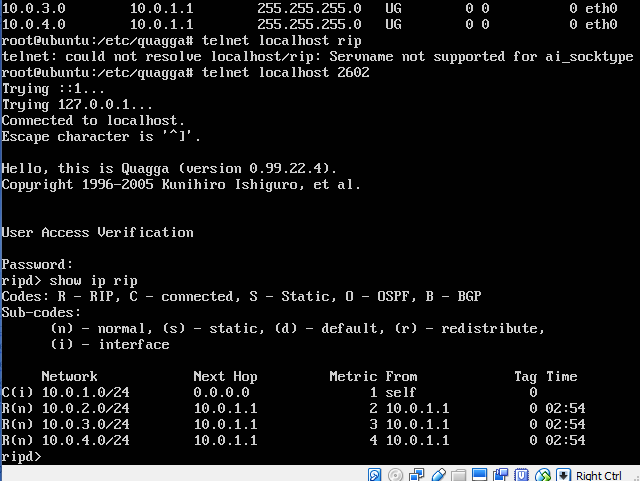 10.0.3.0        10.0.1.1        255.255.255.0   UG        0 0          0 eth0
10.0.4.0        10.0.1.1        255.255.255.0   UG        0 0          0 eth0
root@ubuntu:/etc/quagga# telnet localhost rip
telnet: could not resolve localhost/rip: Servname not supported for ai_socktype
root@ubuntu:/etc/quagga# telnet localhost 2602
Trying ::1...
Trying 127.0.0.1...
Connected to localhost.
Escape character is '^]'.
Hello, this is Quagga (version 0.99.22.4).
Copyright 1996-2005 Kunihiro Ishiguro, et al.
User Access Verification
Password:
ripd> show ip rip
Codes: R - RIP, C - connected, S - Static, O - OSPF, B - BGP
Sub-codes:
      (n) - normal, (s) - static, (d) - default, (r) - redistribute,
      (i) - interface
     Network            Next Hop         Metric From            Tag Time
C(i) 10.0.1.0/24        0.0.0.0               1 self              0
R(n) 10.0.2.0/24        10.0.1.1              2 10.0.1.1          0 02:54
R(n) 10.0.3.0/24        10.0.1.1              3 10.0.1.1          0 02:54
R(n) 10.0.4.0/24        10.0.1.1              4 10.0.1.1          0 02:54
ripd>
Right Ctrl